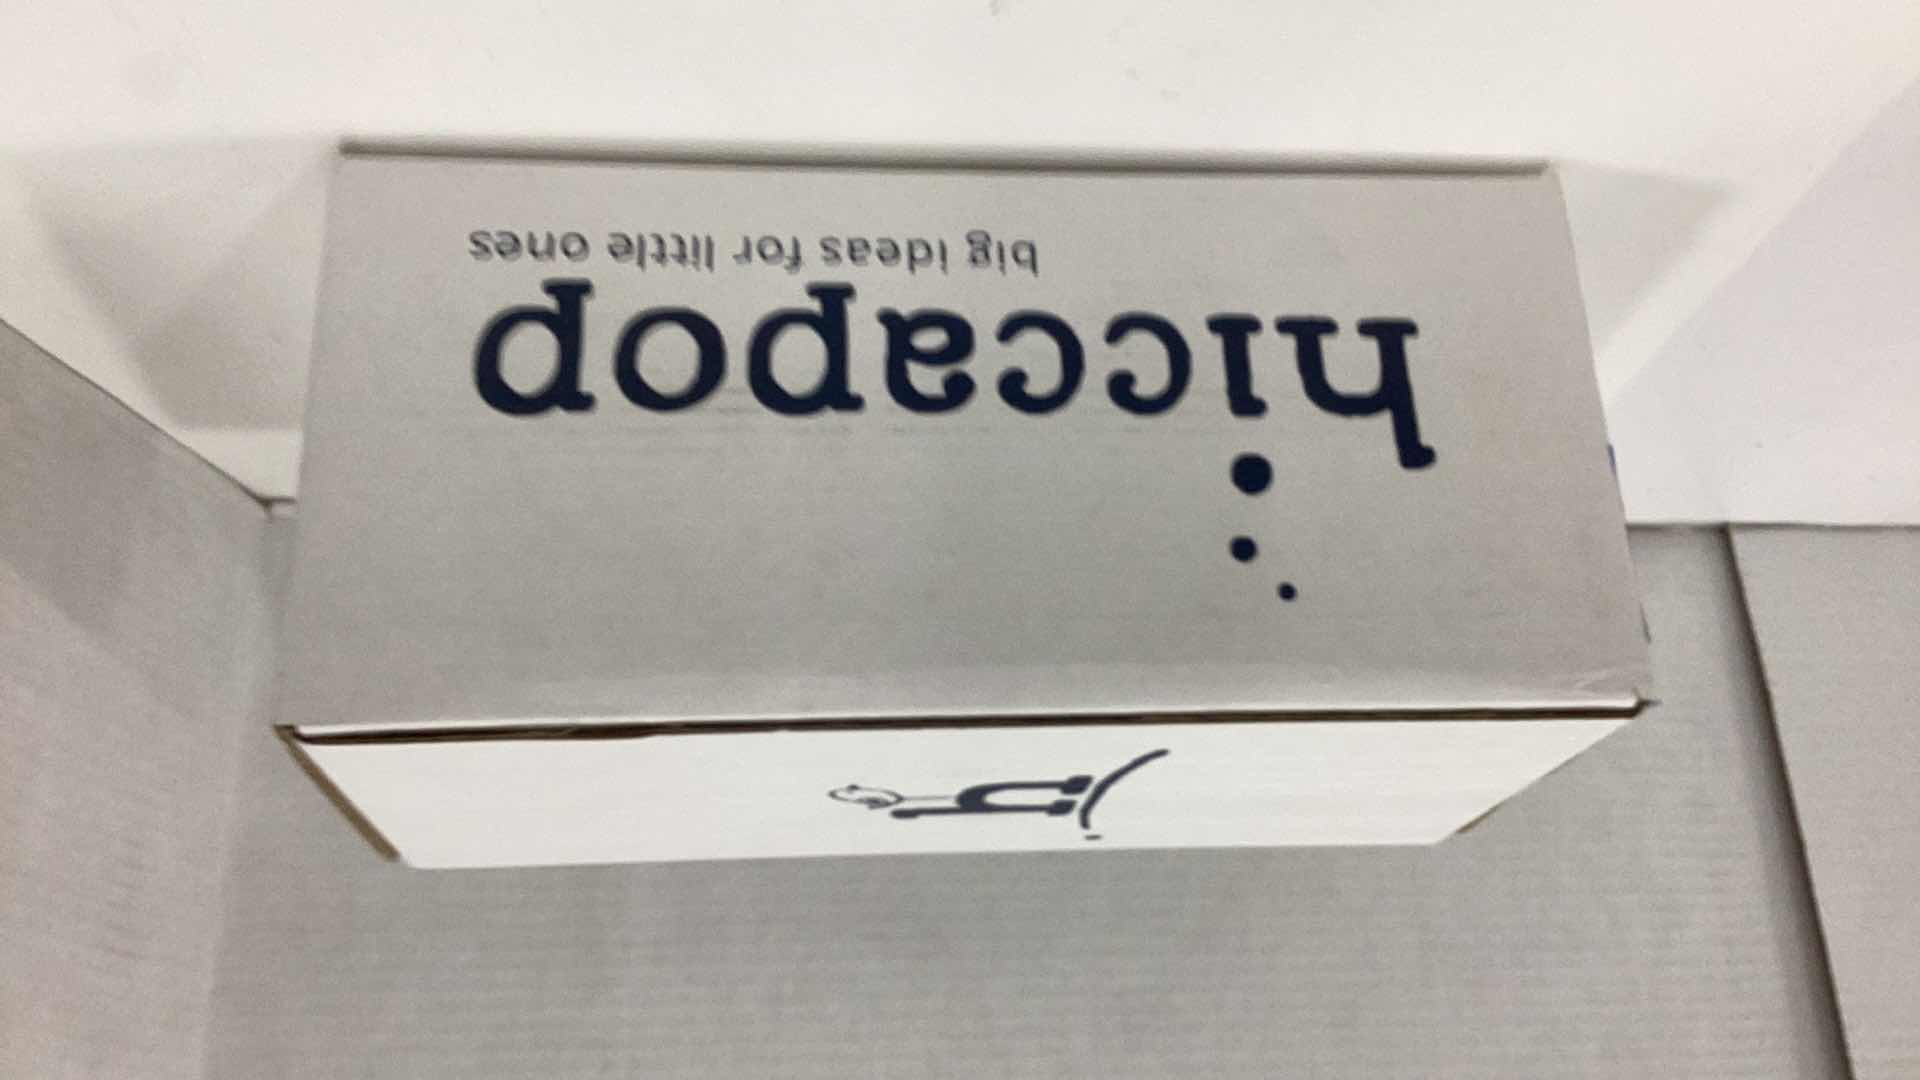 hiccapop
big ideas for little ones